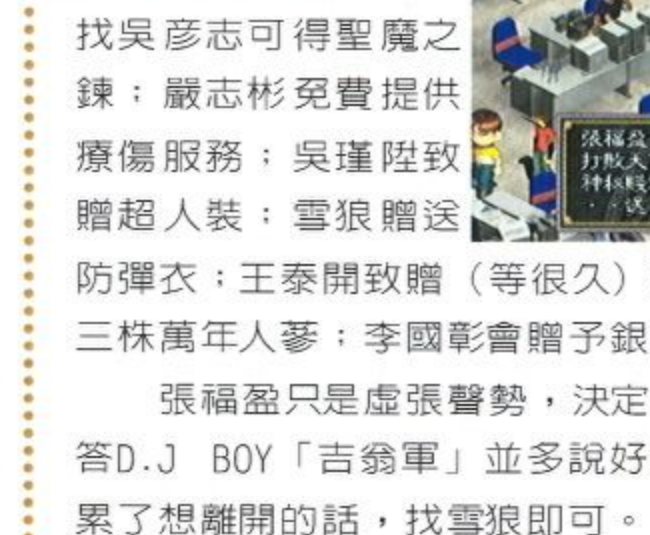 找吳彥志可得聖魔之
鍊；嚴志彬免費提供
療傷服務；吳瑾陞致
贈超人裝；雪狼贈送
防彈衣；王泰開致贈（等很久）
三株萬年人蔘；李國彰會贈予銀
張福盈只是虛張聲勢，決定
答D.J BOY「吉翁軍」並多說好
累了想離開的話，找雪狼即可。
張福盈
打敗天
神秘
送